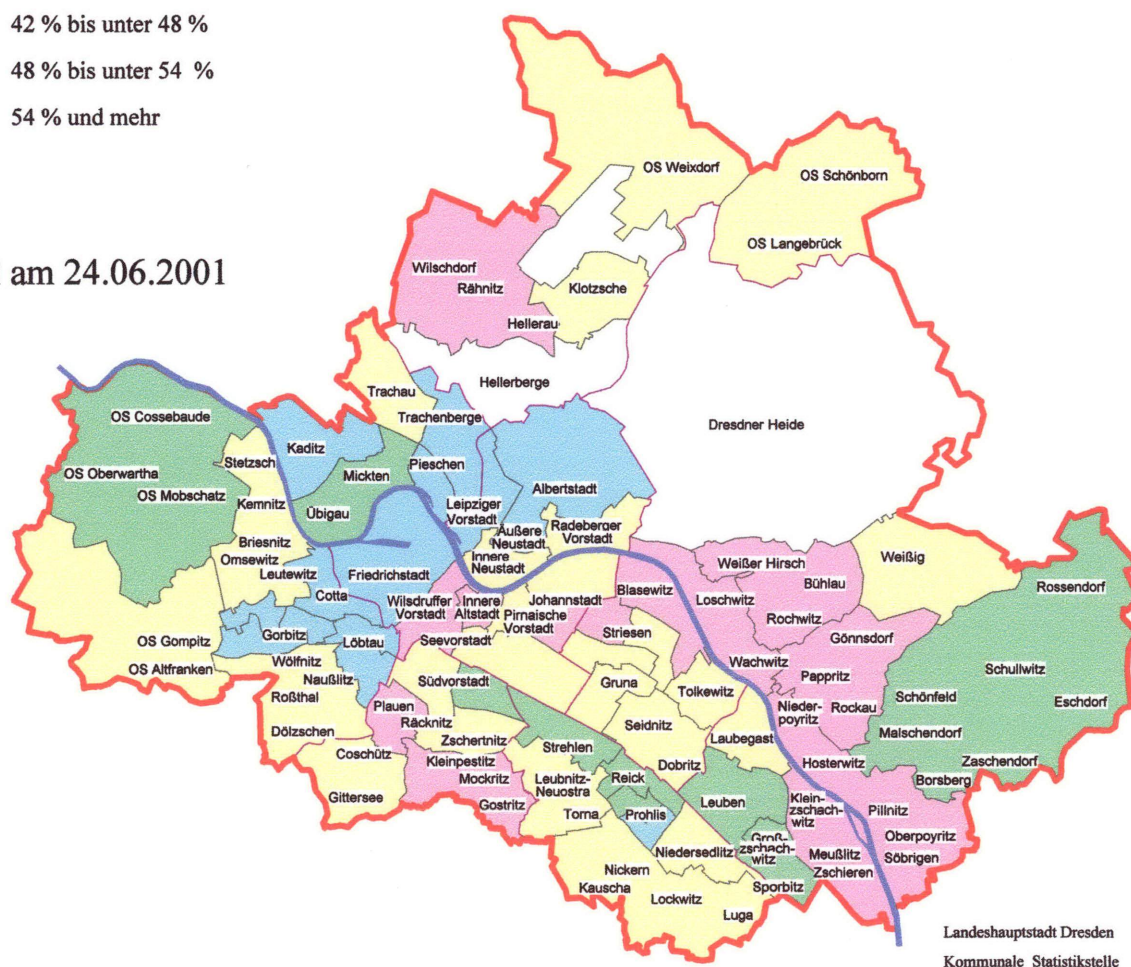 42 % bis unter 48 %
48 % bis unter 54 %
54 % und mehr
am 24.06.2001
OS Weixdorf
OS Schönborn
OS Langebrück
Wilschdorf
Rähnitz
Klotzsche
Hellerau
Hellerberge
Trachau
Trachenberge
Dresdner Heide
OS Cossebaude
Kaditz
Stetzsch
Pieschen
OS Oberwartha
Mickten
OS Mobschatz
Kemnitz
Übigau
Leipziger
Vorstadt
Albertstadt
Äußere
Neustadt
Radeberger
Vorstadt
Innere
Neustadt
Briesnitz
Omsewitz
Leutewitz
Friedrichstadt
Cotta
Weißer Hirsch
Bühlau
Weißig
Rossendorf
Blasewitz
Loschwitz
Rochwitz
Wilsdruffer
Vorstadt
Innere
Altstadt
Johannstadt
Pirnaische
Vorstadt
Striesen
Seevorstadt
OS Gompitz
Gorbitz
Löbtau
Gönnsdorf
OS Altfranken
Wölfnitz
Naußlitz
Roßthal
Wachwitz
Pappritz
Schullwitz
Südvorstadt
Gruna
Tolkewitz
Nieder-
poyritz
Rockau
Schönfeld
Eschdorf
Plauen
Räcknitz
Seidnitz
Dölzschen
Zschertnitz
Laubegast
Malschendorf
Coschütz
Strehlen
Hosterwitz
Zaschendorf
Kleinpestitz
Mockritz
Leubnitz-
Neuostra
Reick
Dobritz
Borsberg
Gittersee
Gostritz
Torna
Prohlis
Leuben
Klein-
zschach-
witz
Pillnitz
Groß-
zschach-
witz
Oberpoyritz
Niedersedlitz
Meußlitz
Zschieren
Söbrigen
Nickern
Kauscha
Lockwitz
Sporbitz
Luga
Landeshauptstadt Dresden
Kommunale Statistikstelle